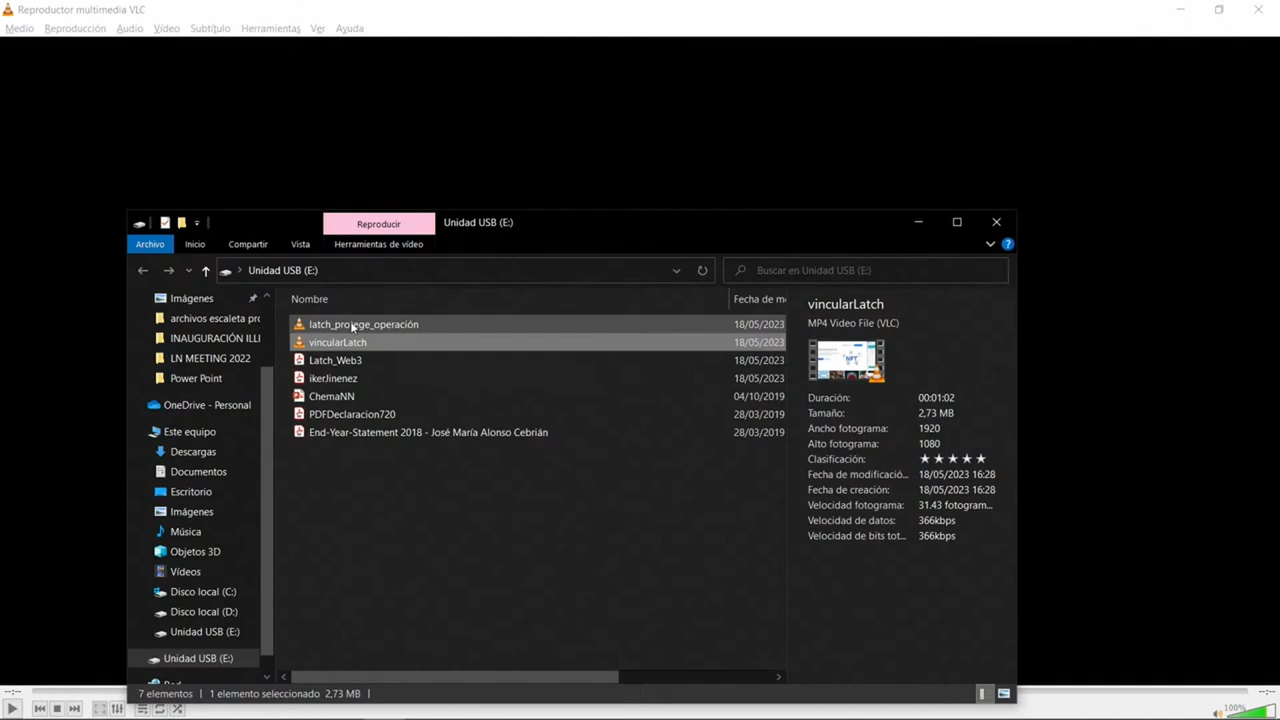 Reproductor multimedia VLC
Medio Reproducción Audio Vídeo Subtítulo Herramientas Ver Ayuda
Reproducir Unidad USB (E:)
Archivo Inicio Compartir Vista Herramientas de vídeo
Unidad USB (E:) Buscar en Unidad USB (E:)
Imágenes
archivos escaleta pro
INAUGURACIÓN ILLI
LN MEETING 2022
Power Point
OneDrive - Personal
Este equipo
Descargas
Documentos
Escritorio
Imágenes
Música
Objetos 3D
Vídeos
Disco local (C:)
Disco local (D:)
Unidad USB (E:)
Unidad USB (E:)
Nombre Fecha de m
latch_protege_operación 18/05/2023
vincularLatch 18/05/2023
Latch_Web3 18/05/2023
ikerJinenez 18/05/2023
ChemaNN 04/10/2019
PDFDeclaracion720 28/03/2019
End-Year-Statement 2018 - José María Alonso Cebrián 28/03/2019
vincularLatch
MP4 Video File (VLC)
NFT
Duración: 00:01:02
Tamaño: 2,73 MB
Ancho fotograma: 1920
Alto fotograma: 1080
Clasificación:
Fecha de modificació... 18/05/2023 16:28
Fecha de creación: 18/05/2023 16:28
Velocidad fotograma: 31.43 fotogram...
Velocidad de datos: 366kbps
Velocidad de bits tot... 366kbps
7 elementos 1 elemento seleccionado 2,73 MB
--:-- --:--
100%